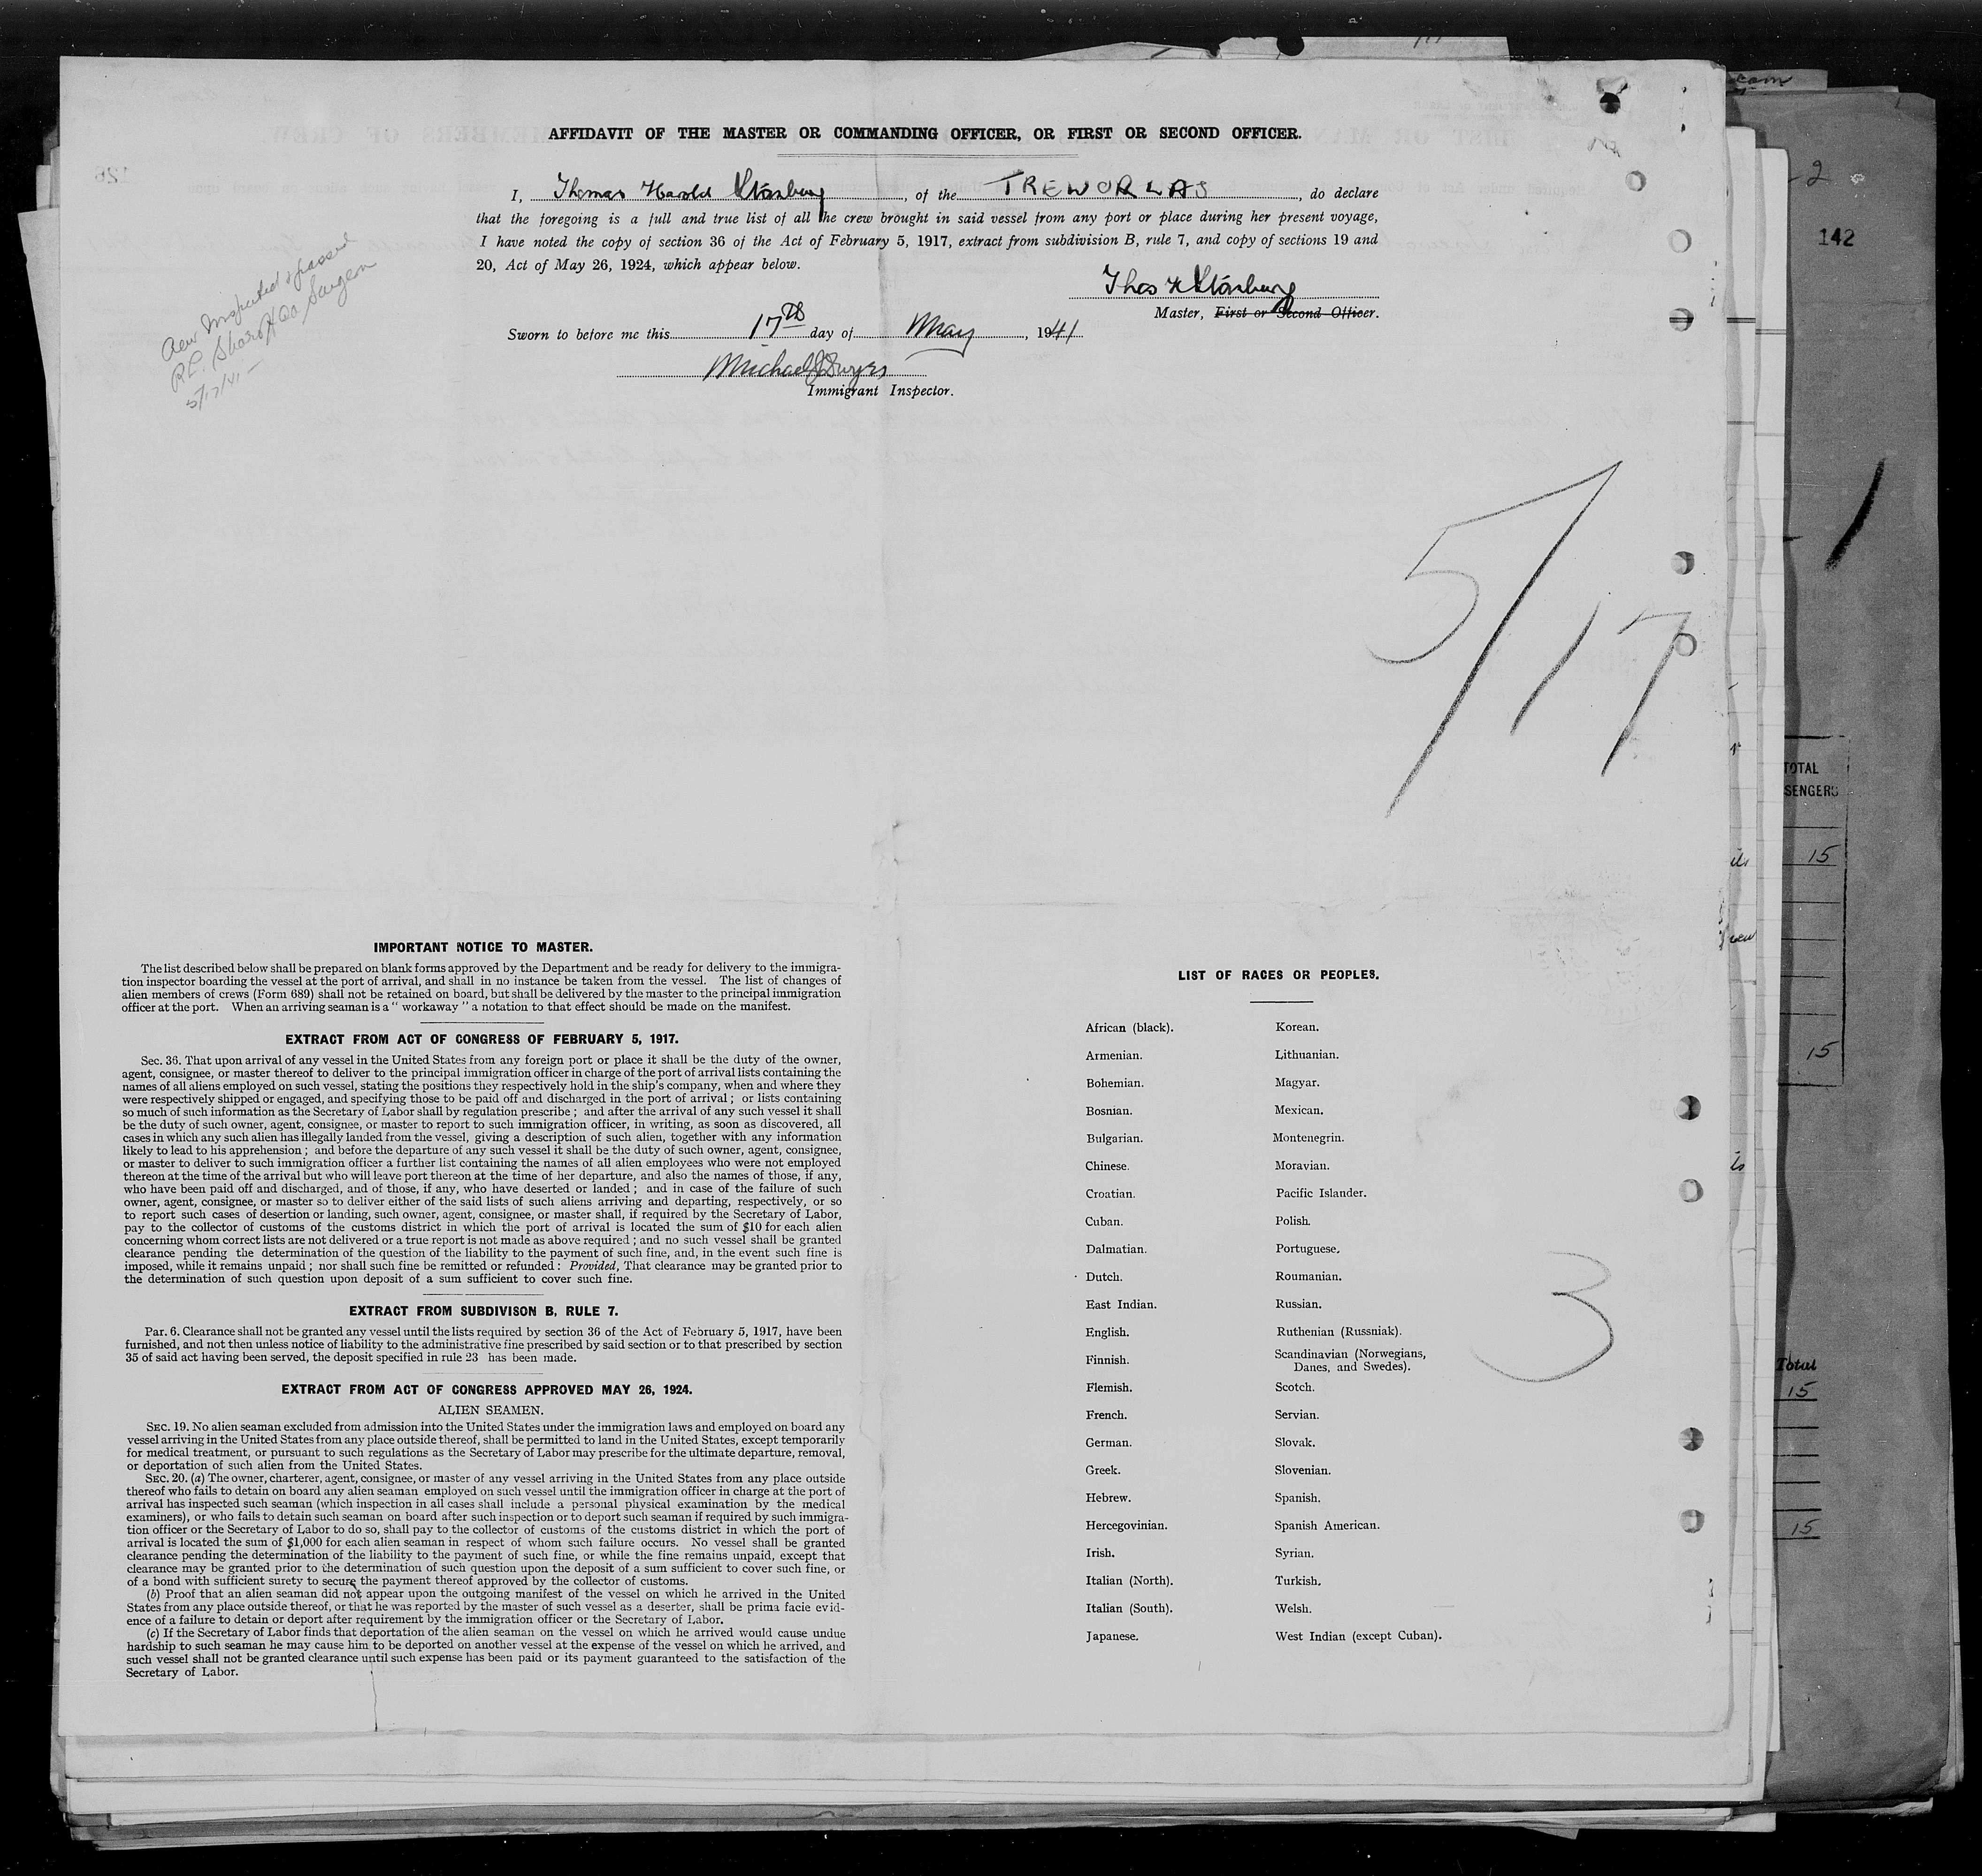 AFFIDAVIT OF THE MASTER OR COMMANDING OFFICER, OR FIRST OR SECOND OFFICER.
I, Thomas Harold, of the TREWORLAS, do declare
that the foregoing is a full and true list of all the crew brought in said vessel from any port or place during her present voyage,
I have noted the copy of section 36 of the Act of February 5, 1917, extract from subdivision B, rule 7, and copy of sections 19 and
20, Act of May 26, 1924, which appear below.
Thos H
Master, First or Second Officer.
Sworn to before me this 17th day of May, 1941
Michael
Immigrant Inspector.
Crew Inspected & passed
Surgeon
5/17/41
5/17
IMPORTANT NOTICE TO MASTER.
The list described below shall be prepared on blank forms approved by the Department and be ready for delivery to the immigra-
tion inspector boarding the vessel at the port of arrival, and shall in no instance be taken from the vessel. The list of changes of
alien members of crews (Form 689) shall not be retained on board, but shall be delivered by the master to the principal immigration
officer at the port. When an arriving seaman is a "workaway" a notation to that effect should be made on the manifest.
EXTRACT FROM ACT OF CONGRESS OF FEBRUARY 5, 1917.
Sec. 36. That upon arrival of any vessel in the United States from any foreign port or place it shall be the duty of the owner,
agent, consignee, or master thereof to deliver to the principal immigration officer in charge of the port of arrival lists containing the
names of all aliens employed on such vessel, stating the positions they respectively hold in the ship's company, when and where they
were respectively shipped or engaged, and specifying those to be paid off and discharged in the port of arrival; or lists containing
so much of such information as the Secretary of Labor shall by regulation prescribe; and after the arrival of any such vessel it shall
be the duty of such owner, agent, consignee, or master to report to such immigration officer, in writing, as soon as discovered, all
cases in which any such alien has illegally landed from the vessel, giving a description of such alien, together with any information
likely to lead to his apprehension; and before the departure of any such vessel it shall be the duty of such owner, agent, consignee,
or master to deliver to such immigration officer a further list containing the names of all alien employees who were not employed
thereon at the time of the arrival but who will leave port thereon at the time of her departure, and also the names of those, if any,
who have been paid off and discharged, and of those, if any, who have deserted or landed; and in case of the failure of such
owner, agent, consignee, or master so to deliver either of the said lists of such aliens arriving and departing, respectively, or so
to report such cases of desertion or landing, such owner, agent, consignee, or master shall, if required by the Secretary of Labor,
pay to the collector of customs of the customs district in which the port of arrival is located the sum of $10 for each alien
concerning whom correct lists are not delivered or a true report is not made as above required; and no such vessel shall be granted
clearance pending the determination of the question of the liability to the payment of such fine, and, in the event such fine is
imposed, while it remains unpaid; nor shall such fine be remitted or refunded: Provided, That clearance may be granted prior to
the determination of such question upon deposit of a sum sufficient to cover such fine.
EXTRACT FROM SUBDIVISON B, RULE 7.
Par. 6. Clearance shall not be granted any vessel until the lists required by section 36 of the Act of February 5, 1917, have been
furnished, and not then unless notice of liability to the administrative fine prescribed by said section or to that prescribed by section
35 of said act having been served, the deposit specified in rule 23 has been made.
EXTRACT FROM ACT OF CONGRESS APPROVED MAY 26, 1924.
ALIEN SEAMEN.
SEC. 19. No alien seaman excluded from admission into the United States under the immigration laws and employed on board any
vessel arriving in the United States from any place outside thereof, shall be permitted to land in the United States, except temporarily
for medical treatment, or pursuant to such regulations as the Secretary of Labor may prescribe for the ultimate departure, removal,
or deportation of such alien from the United States.
SEC. 20. (a) The owner, charterer, agent, consignee, or master of any vessel arriving in the United States from any place outside
thereof who fails to detain on board any alien seaman employed on such vessel until the immigration officer in charge at the port of
arrival has inspected such seaman (which inspection in all cases shall include a personal physical examination by the medical
examiners), or who fails to detain such seaman on board after such inspection or to deport such seaman if required by such immigra-
tion officer or the Secretary of Labor to do so, shall pay to the collector of customs of the customs district in which the port of
arrival is located the sum of $1,000 for each alien seaman in respect of whom such failure occurs. No vessel shall be granted
clearance pending the determination of the liability to the payment of such fine, or while the fine remains unpaid, except that
clearance may be granted prior to the determination of such question upon the deposit of a sum sufficient to cover such fine, or
of a bond with sufficient surety to secure the payment thereof approved by the collector of customs.
(b) Proof that an alien seaman did not appear upon the outgoing manifest of the vessel on which he arrived in the United
States from any place outside thereof, or that he was reported by the master of such vessel as a deserter, shall be prima facie evid-
ence of a failure to detain or deport after requirement by the immigration officer or the Secretary of Labor.
(c) If the Secretary of Labor finds that deportation of the alien seaman on the vessel on which he arrived would cause undue
hardship to such seaman he may cause him to be deported on another vessel at the expense of the vessel on which he arrived, and
such vessel shall not be granted clearance until such expense has been paid or its payment guaranteed to the satisfaction of the
Secretary of Labor.
LIST OF RACES OR PEOPLES.
African (black). Korean.
Armenian. Lithuanian.
Bohemian. Magyar.
Bosnian. Mexican.
Bulgarian. Montenegrin.
Chinese. Moravian.
Croatian. Pacific Islander.
Cuban. Polish.
Dalmatian. Portuguese.
Dutch. Roumanian.
East Indian. Russian.
English. Ruthenian (Russniak).
Finnish. Scandinavian (Norwegians,
Danes, and Swedes).
Flemish. Scotch.
French. Servian.
German. Slovak.
Greek. Slovenian.
Hebrew. Spanish.
Hercegovinian. Spanish American.
Irish. Syrian.
Italian (North). Turkish.
Italian (South). Welsh.
Japanese. West Indian (except Cuban).
3
2
142
TOTAL
SENGERS
15
15
Total
15
15